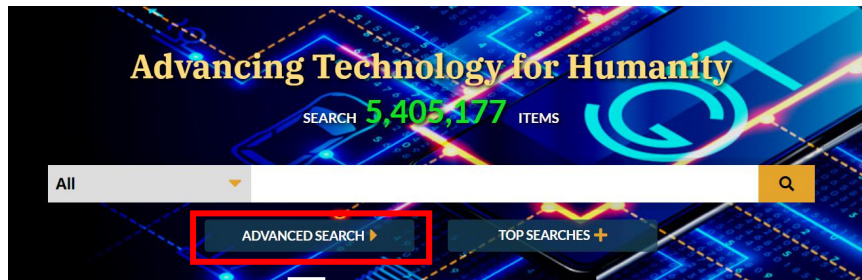 Advancing Technology for Humanity
SEARCH 5,405,177 ITEMS
All
ADVANCED SEARCH TOP SEARCHES +